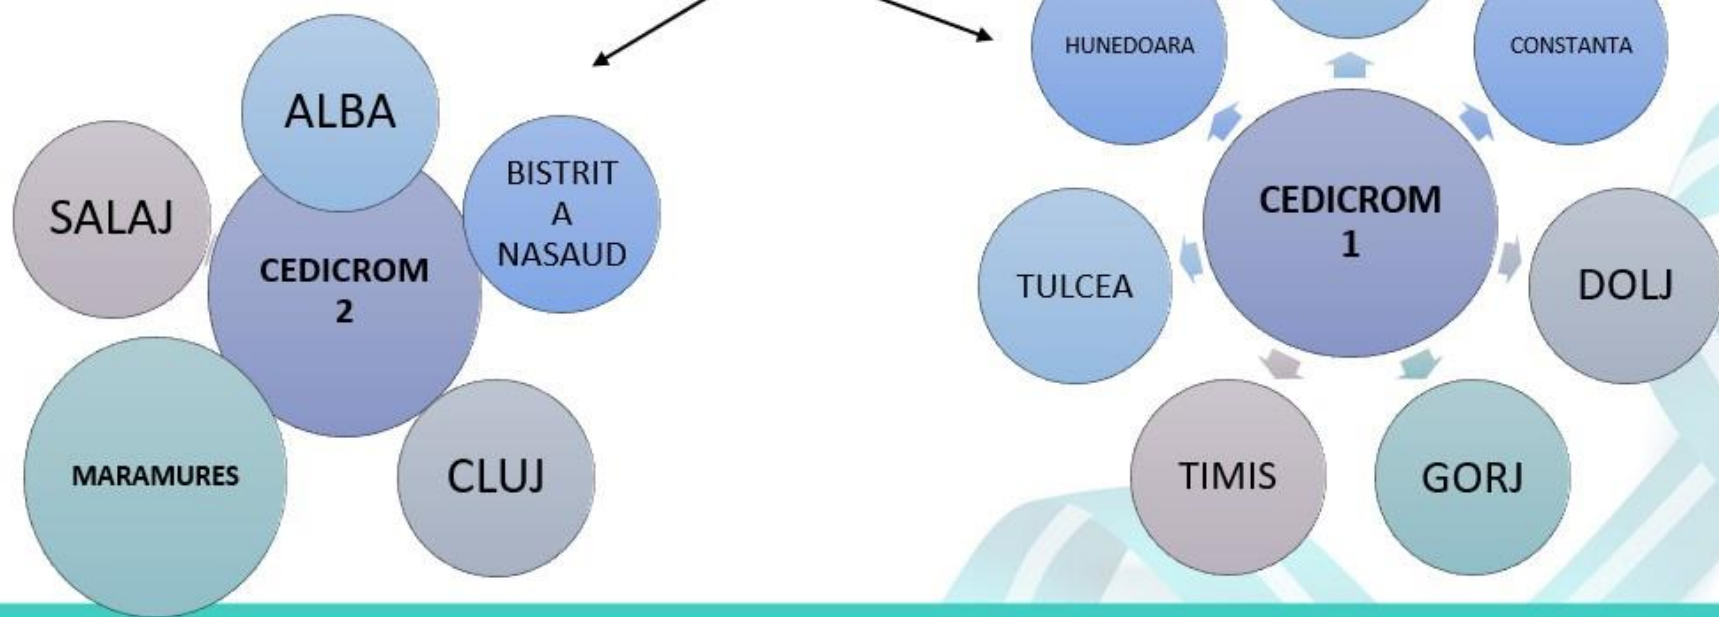 ALBA
SALAJ
BISTRIT
A
NASAUD
CEDICROM
2
MARAMURES
CLUJ
HUNEDOARA
CONSTANTA
CEDICROM
1
TULCEA
DOLJ
TIMIS
GORJ